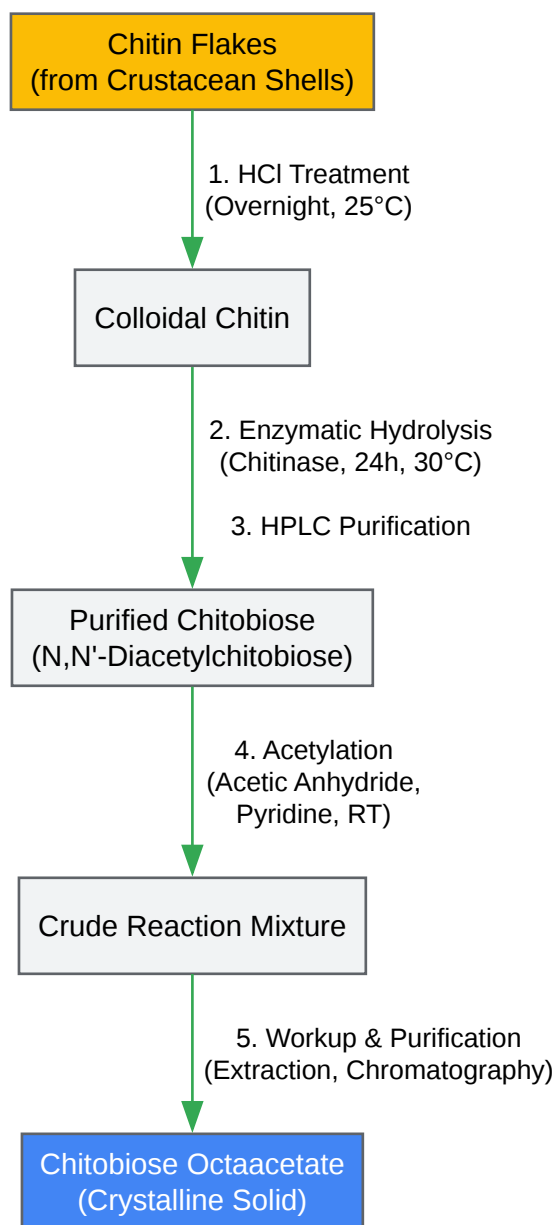 Chitin Flakes
(from Crustacean Shells)
1. HCl Treatment
(Overnight, 25°C)
Colloidal Chitin
2. Enzymatic Hydrolysis
(Chitinase, 24h, 30°C)
3. HPLC Purification
Purified Chitobiose
(N,N'-Diacetylchitobiose)
4. Acetylation
(Acetic Anhydride,
Pyridine, RT)
Crude Reaction Mixture
5. Workup & Purification
(Extraction, Chromatography)
Chitobiose Octaacetate
(Crystalline Solid)